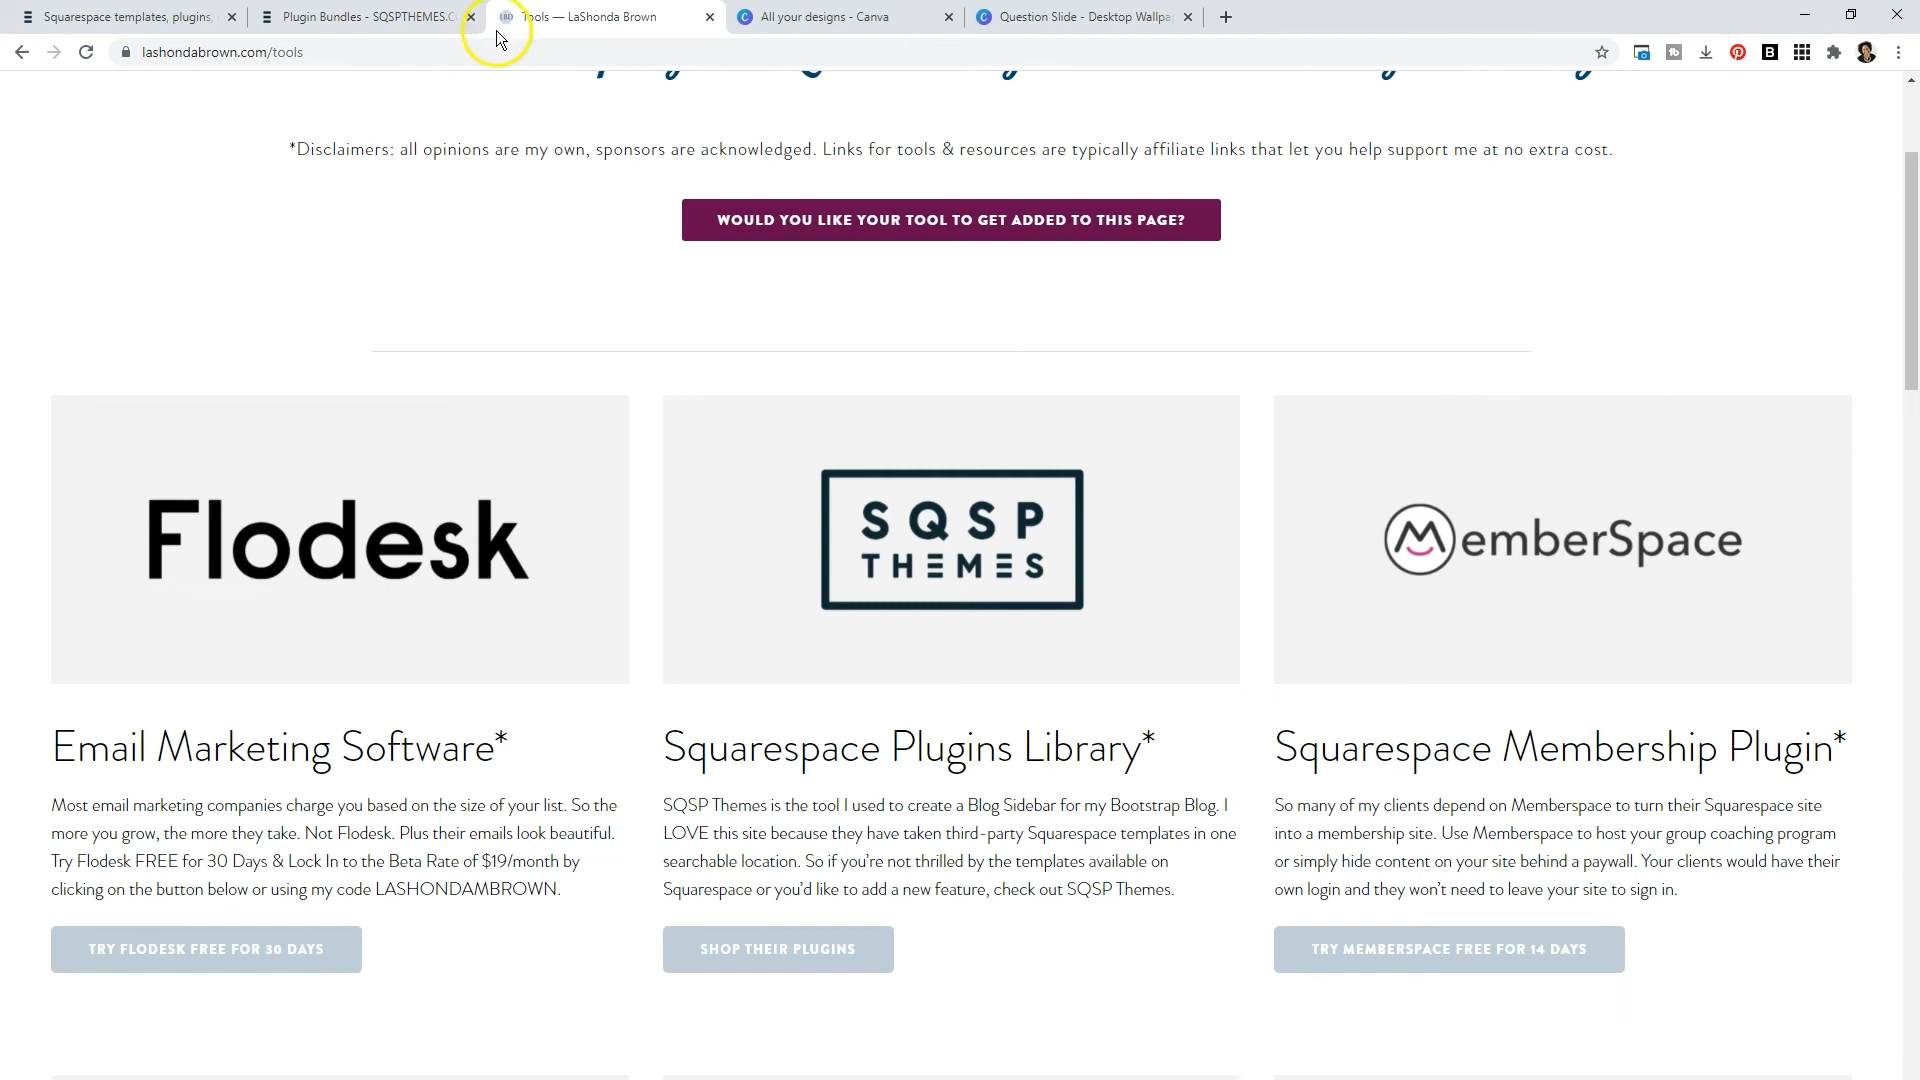 Squarespace templates, plugins,
Plugin Bundles - SQSPTHEMES.C
Tools — LaShonda Brown
All your designs - Canva
Question Slide - Desktop Wallpa
lashondabrown.com/tools
*Disclaimers: all opinions are my own, sponsors are acknowledged. Links for tools & resources are typically affiliate links that let you help support me at no extra cost.
WOULD YOU LIKE YOUR TOOL TO GET ADDED TO THIS PAGE?
Flodesk
SQSP
THEMES
MemberSpace
Email Marketing Software*
Most email marketing companies charge you based on the size of your list. So the
more you grow, the more they take. Not Flodesk. Plus their emails look beautiful.
Try Flodesk FREE for 30 Days & Lock In to the Beta Rate of $19/month by
clicking on the button below or using my code LASHONDAMBROWN.
TRY FLODESK FREE FOR 30 DAYS
Squarespace Plugins Library*
SQSP Themes is the tool I used to create a Blog Sidebar for my Bootstrap Blog. I
LOVE this site because they have taken third-party Squarespace templates in one
searchable location. So if you're not thrilled by the templates available on
Squarespace or you'd like to add a new feature, check out SQSP Themes.
SHOP THEIR PLUGINS
Squarespace Membership Plugin*
So many of my clients depend on Memberspace to turn their Squarespace site
into a membership site. Use Memberspace to host your group coaching program
or simply hide content on your site behind a paywall. Your clients would have their
own login and they won't need to leave your site to sign in.
TRY MEMBERSPACE FREE FOR 14 DAYS